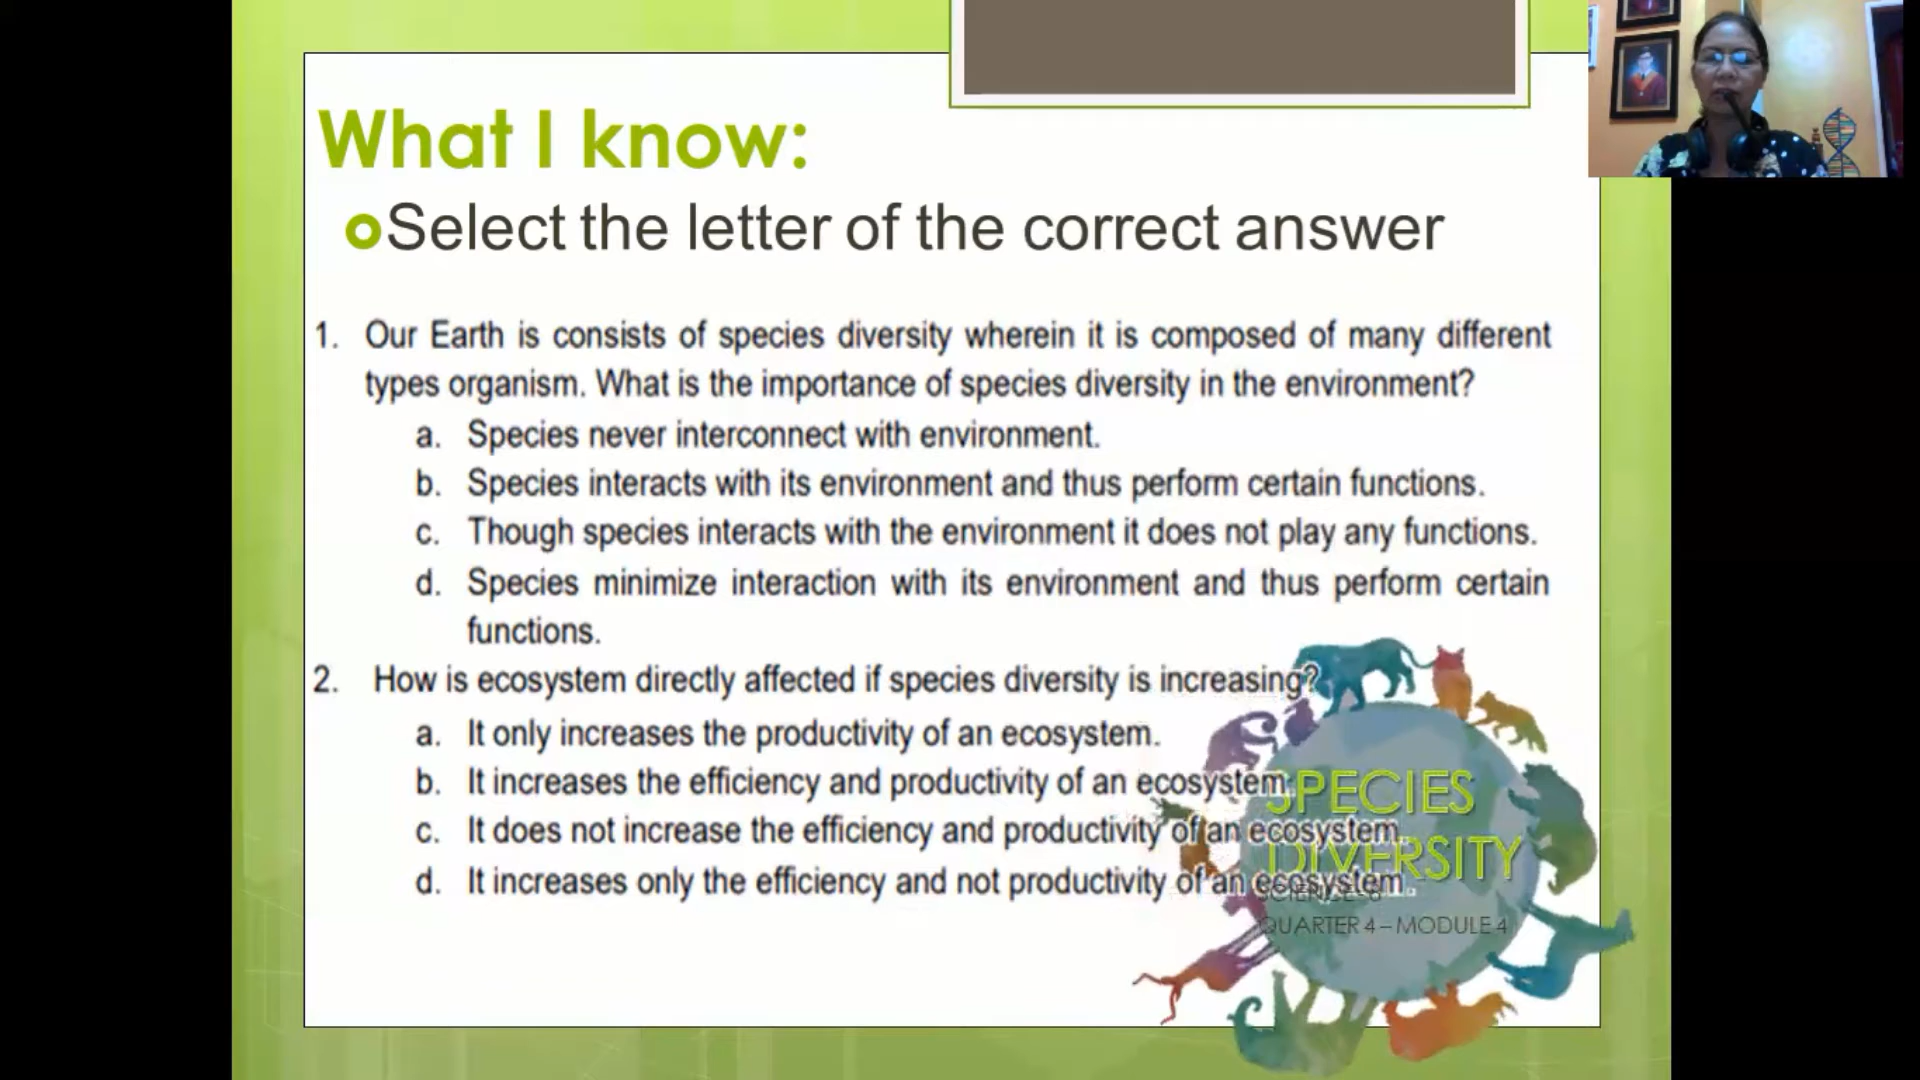 What I know:
Select the letter of the correct answer
1. Our Earth is consists of species diversity wherein it is composed of many different
types organism. What is the importance of species diversity in the environment?
a. Species never interconnect with environment.
b. Species interacts with its environment and thus perform certain functions.
c. Though species interacts with the environment it does not play any functions.
d. Species minimize interaction with its environment and thus perform certain
functions.
2. How is ecosystem directly affected if species diversity is increasing?
a. It only increases the productivity of an ecosystem.
b. It increases the efficiency and productivity of an ecosystem.
c. It does not increase the efficiency and productivity of an ecosystem.
d. It increases only the efficiency and not productivity of an ecosystem.
SPECIES
DIVERSITY
SCIENCE - 8
QUARTER 4 – MODULE 4